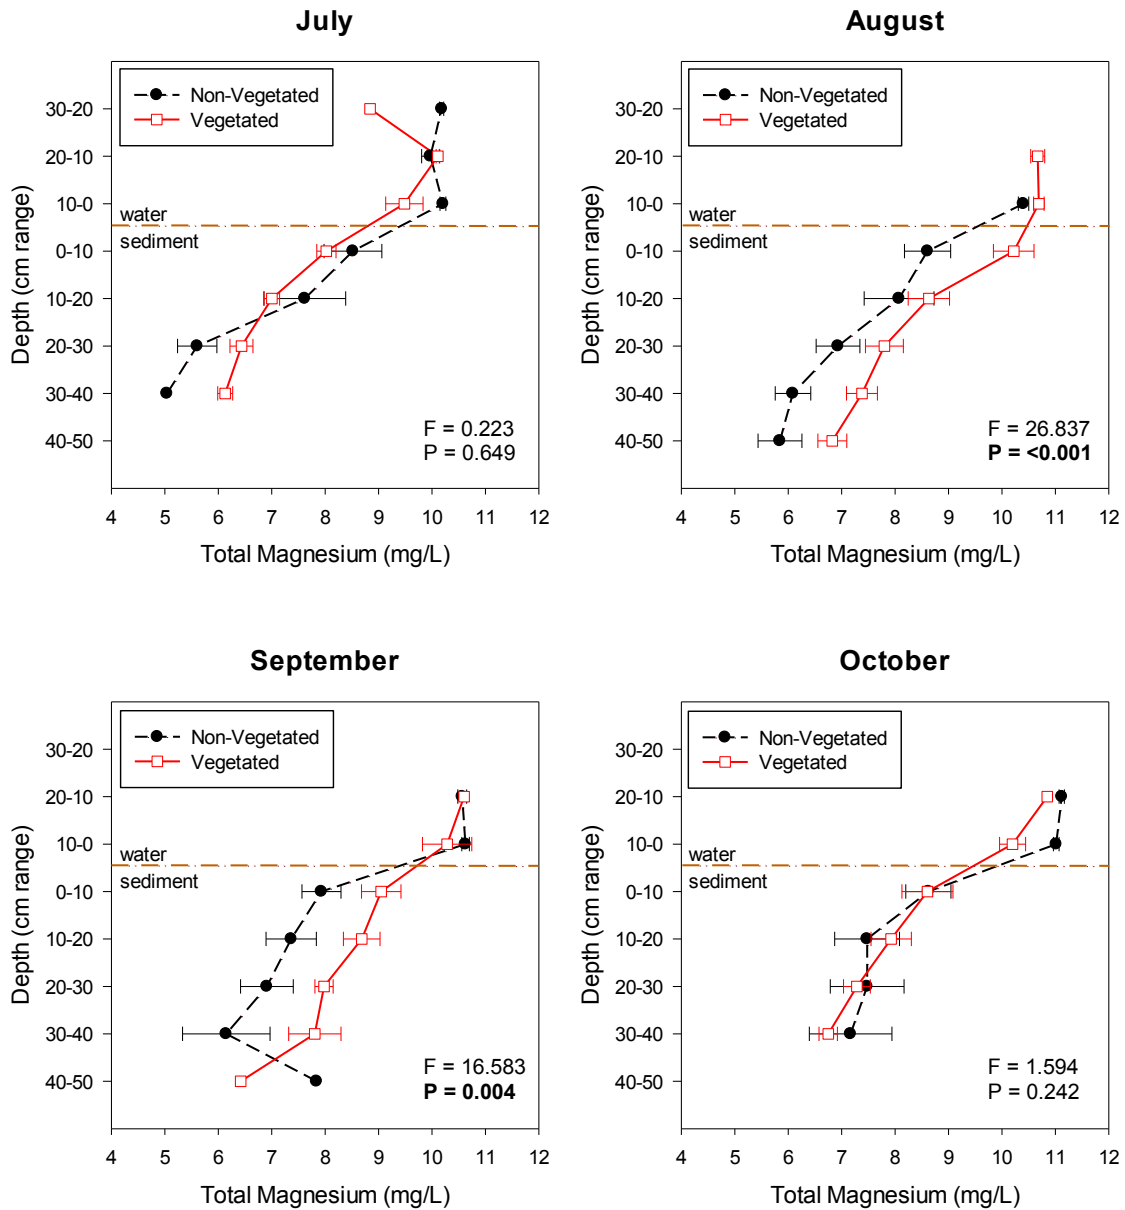 July
Non-Vegetated
Vegetated
30-20
20-10
10-0
0-10
10-20
20-30
30-40
40-50
Depth (cm range)
water
sediment
F = 0.223
P = 0.649
4 5 6 7 8 9 10 11 12
Total Magnesium (mg/L)
August
Non-Vegetated
Vegetated
30-20
20-10
10-0
0-10
10-20
20-30
30-40
40-50
Depth (cm range)
water
sediment
F = 26.837
P = <0.001
4 5 6 7 8 9 10 11 12
Total Magnesium (mg/L)
September
Non-Vegetated
Vegetated
30-20
20-10
10-0
0-10
10-20
20-30
30-40
40-50
Depth (cm range)
water
sediment
F = 16.583
P = 0.004
4 5 6 7 8 9 10 11 12
Total Magnesium (mg/L)
October
Non-Vegetated
Vegetated
30-20
20-10
10-0
0-10
10-20
20-30
30-40
40-50
Depth (cm range)
water
sediment
F = 1.594
P = 0.242
4 5 6 7 8 9 10 11 12
Total Magnesium (mg/L)